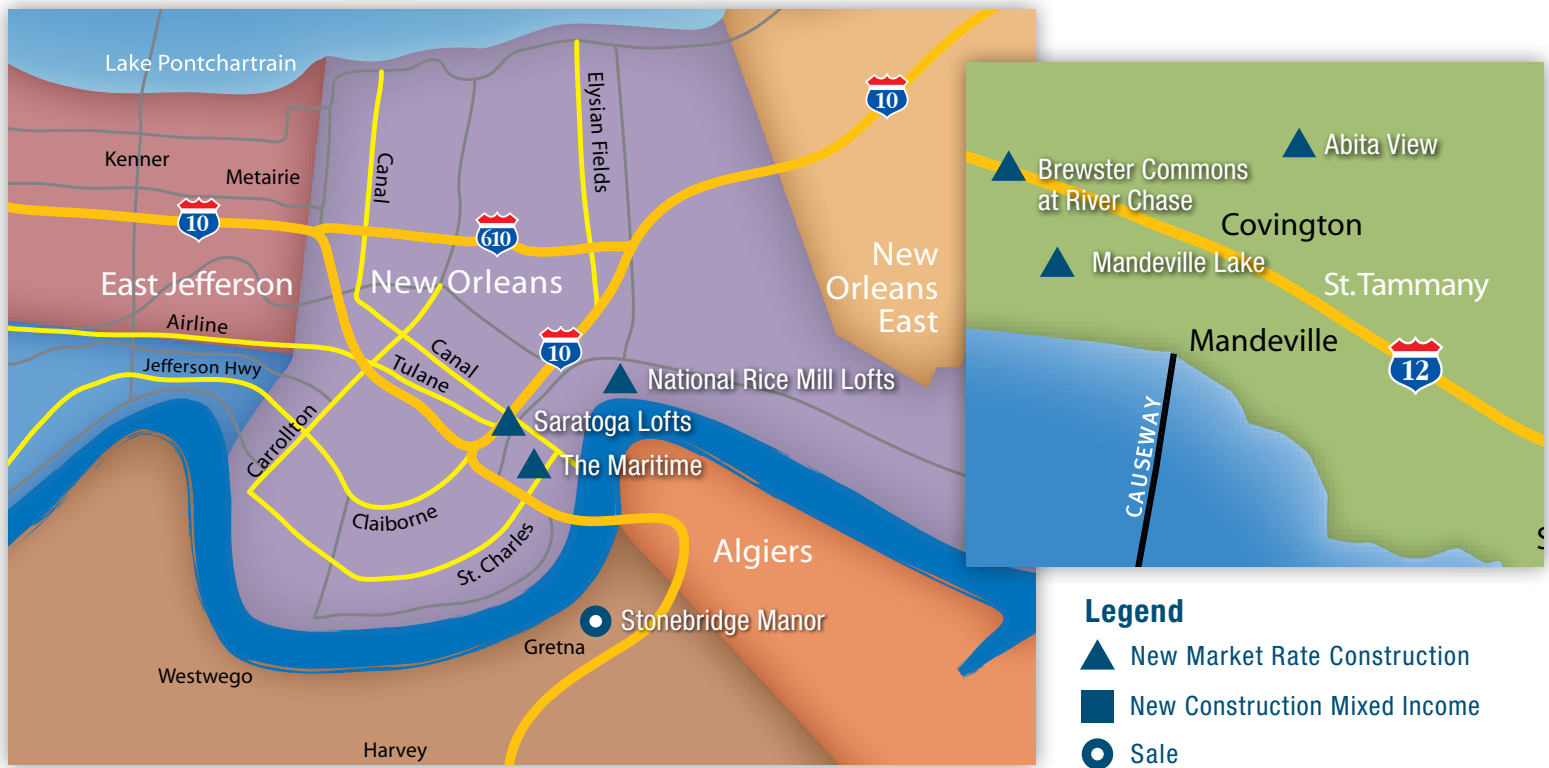 Lake Pontchartrain
Kenner
Metairie
Canal
Elysian Fields
10
10
610
East Jefferson
New Orleans
New
Orleans
East
Airline
Jefferson Hwy
Canal
Tulane
10
National Rice Mill Lofts
Saratoga Lofts
The Maritime
Carrollton
Claiborne
St. Charles
Algiers
Stonebridge Manor
Gretna
Westwego
Harvey
Abita View
Brewster Commons
at River Chase
Covington
Mandeville Lake
St. Tammany
Mandeville
12
CAUSEWAY
Legend
New Market Rate Construction
New Construction Mixed Income
Sale